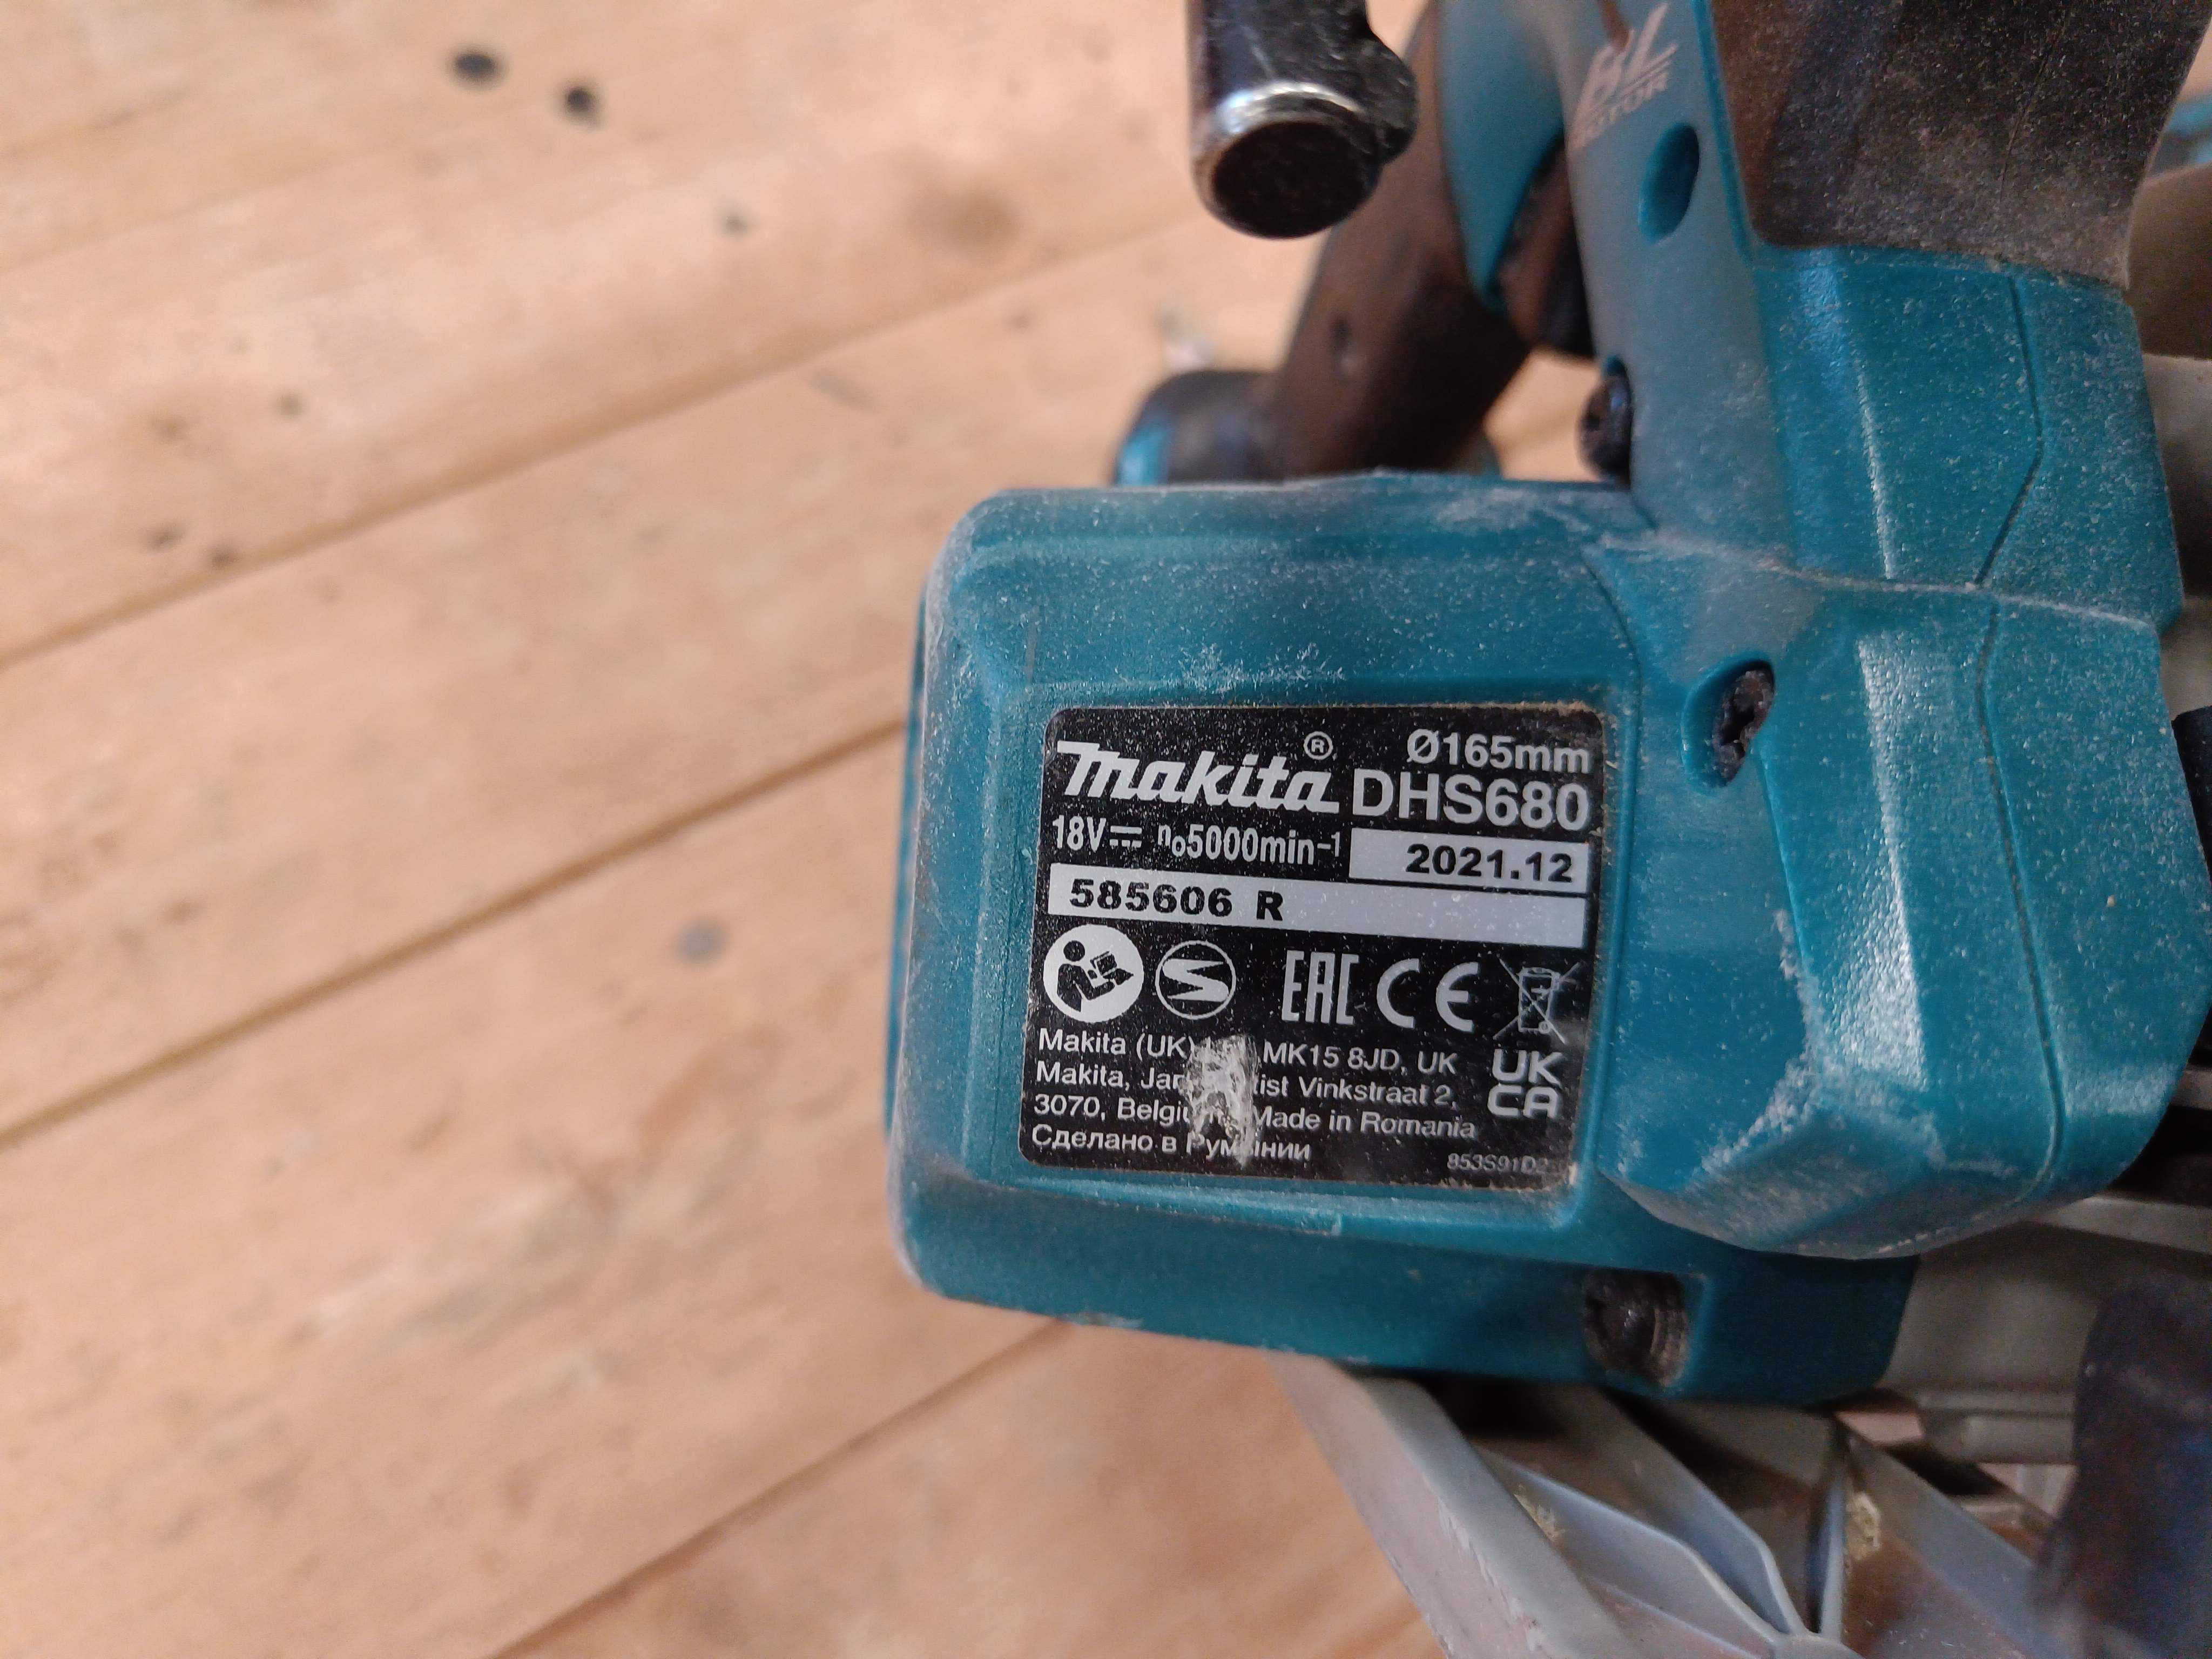 BL
Makita® Ø165mm
DHS680
18V⎓ n₀5000min⁻¹ 2021.12
585606 R
EAC CE
Makita (UK) MK15 8JD, UK
Makita, Vinkstraat 2,
3070, Made in Romania
Сделано в
UK
CA